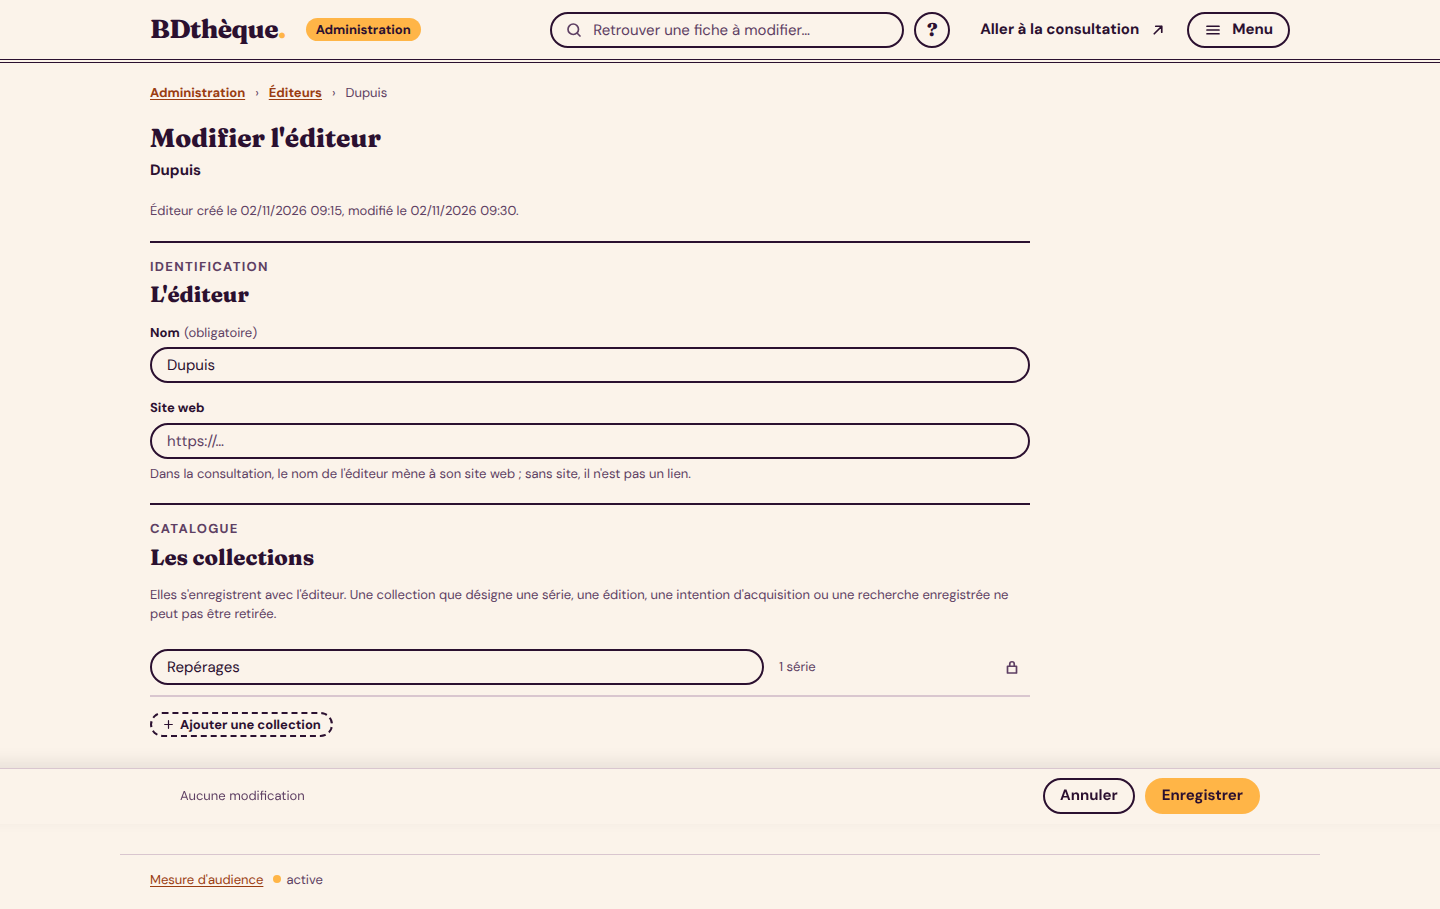 BDthèque.
Administration
Retrouver une fiche à modifier...
?
Aller à la consultation
Menu
Administration › Éditeurs › Dupuis
Modifier l'éditeur
Dupuis
Éditeur créé le 02/11/2026 09:15, modifié le 02/11/2026 09:30.
IDENTIFICATION
L'éditeur
Nom (obligatoire)
Dupuis
Site web
https://...
Dans la consultation, le nom de l'éditeur mène à son site web ; sans site, il n'est pas un lien.
CATALOGUE
Les collections
Elles s'enregistrent avec l'éditeur. Une collection que désigne une série, une édition, une intention d'acquisition ou une recherche enregistrée ne
peut pas être retirée.
Repérages
1 série
+ Ajouter une collection
Aucune modification
Annuler
Enregistrer
Mesure d'audience
active